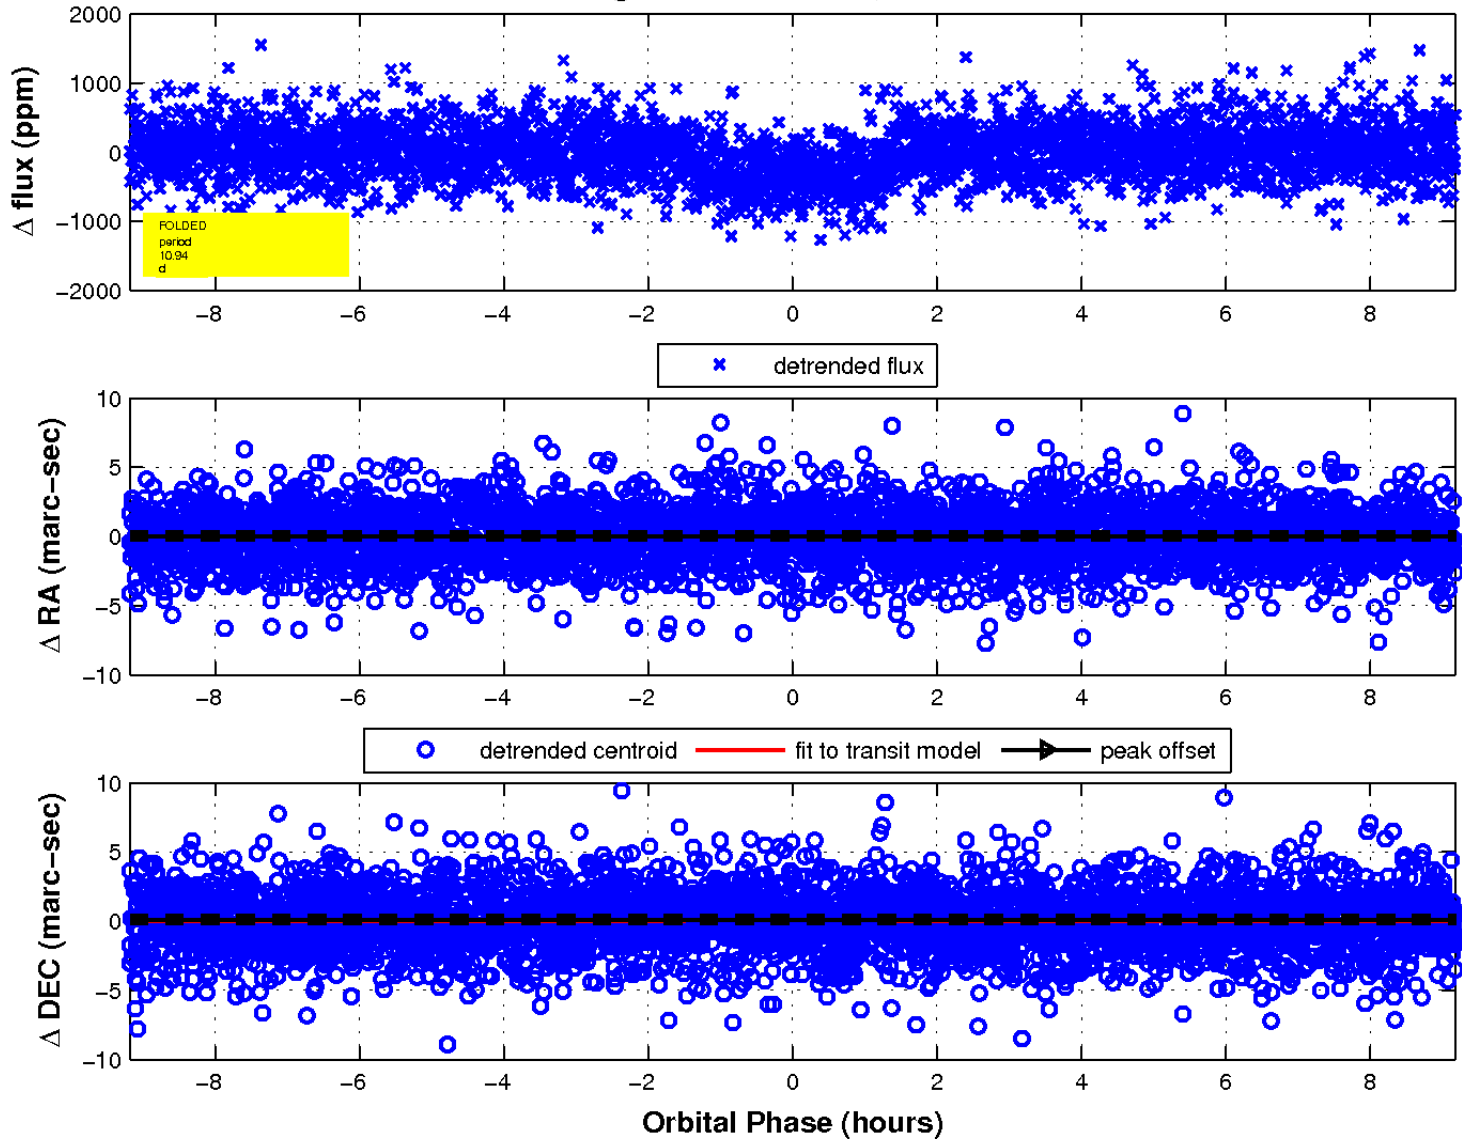 2000
1000
0
−1000
−2000
Δ flux (ppm)
FOLDED
period
10.94
d
−8 −6 −4 −2 0 2 4 6 8
detrended flux
10
5
0
−5
−10
Δ RA (marc−sec)
−8 −6 −4 −2 0 2 4 6 8
detrended centroid fit to transit model peak offset
10
5
0
−5
−10
Δ DEC (marc−sec)
−8 −6 −4 −2 0 2 4 6 8
Orbital Phase (hours)